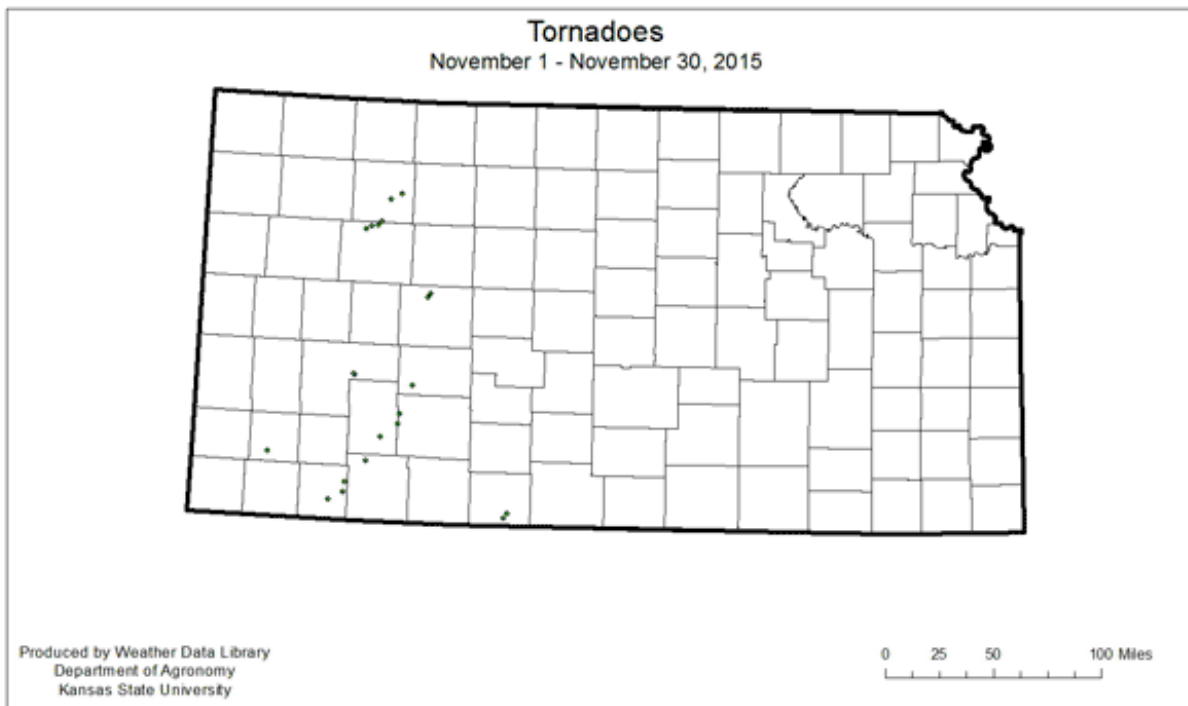 Tornadoes
November 1 - November 30, 2015
Produced by Weather Data Library
Department of Agronomy
Kansas State University
0 25 50 100 Miles